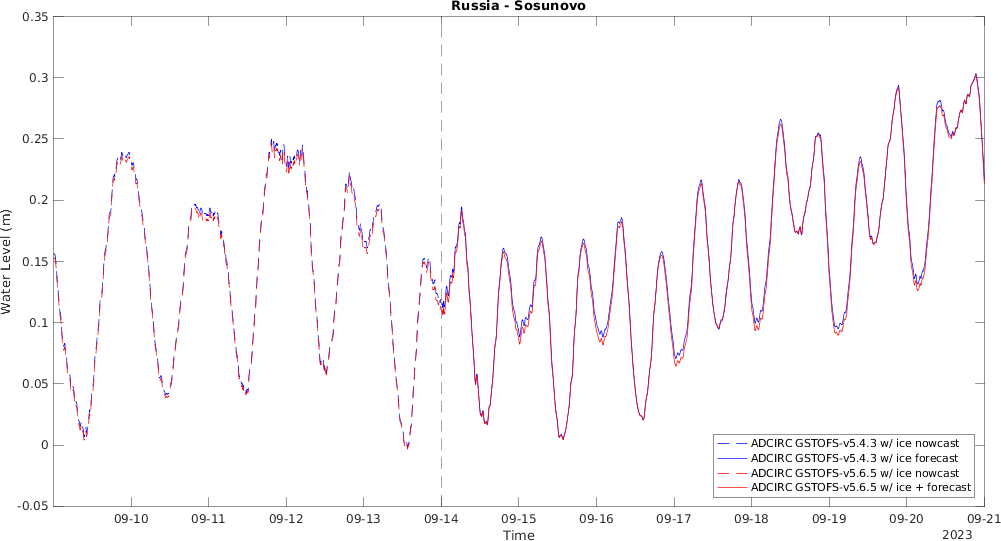 Russia - Sosunovo
0.35
0.3
0.25
0.2
0.15
0.1
0.05
0
-0.05
Water Level (m)
ADCIRC GSTOFS-v5.4.3 w/ ice nowcast
ADCIRC GSTOFS-v5.4.3 w/ ice forecast
ADCIRC GSTOFS-v5.6.5 w/ ice nowcast
ADCIRC GSTOFS-v5.6.5 w/ ice + forecast
09-10 09-11 09-12 09-13 09-14 09-15 09-16 09-17 09-18 09-19 09-20 09-21
Time
2023